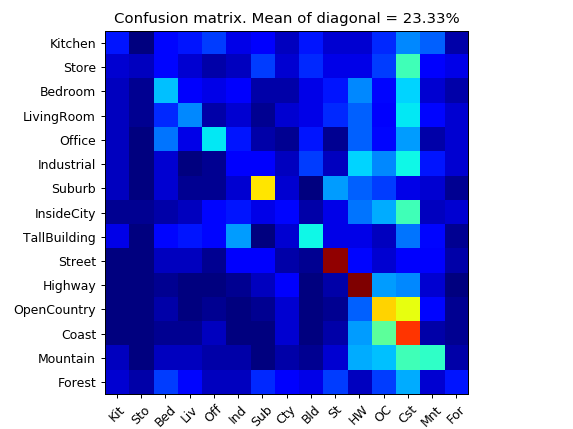 Confusion matrix. Mean of diagonal = 23.33%
Kitchen
Store
Bedroom
LivingRoom
Office
Industrial
Suburb
InsideCity
TallBuilding
Street
Highway
OpenCountry
Coast
Mountain
Forest
Kit Sto Bed Liv Off Ind Sub Cty Bld St HW OC Cst Mnt For